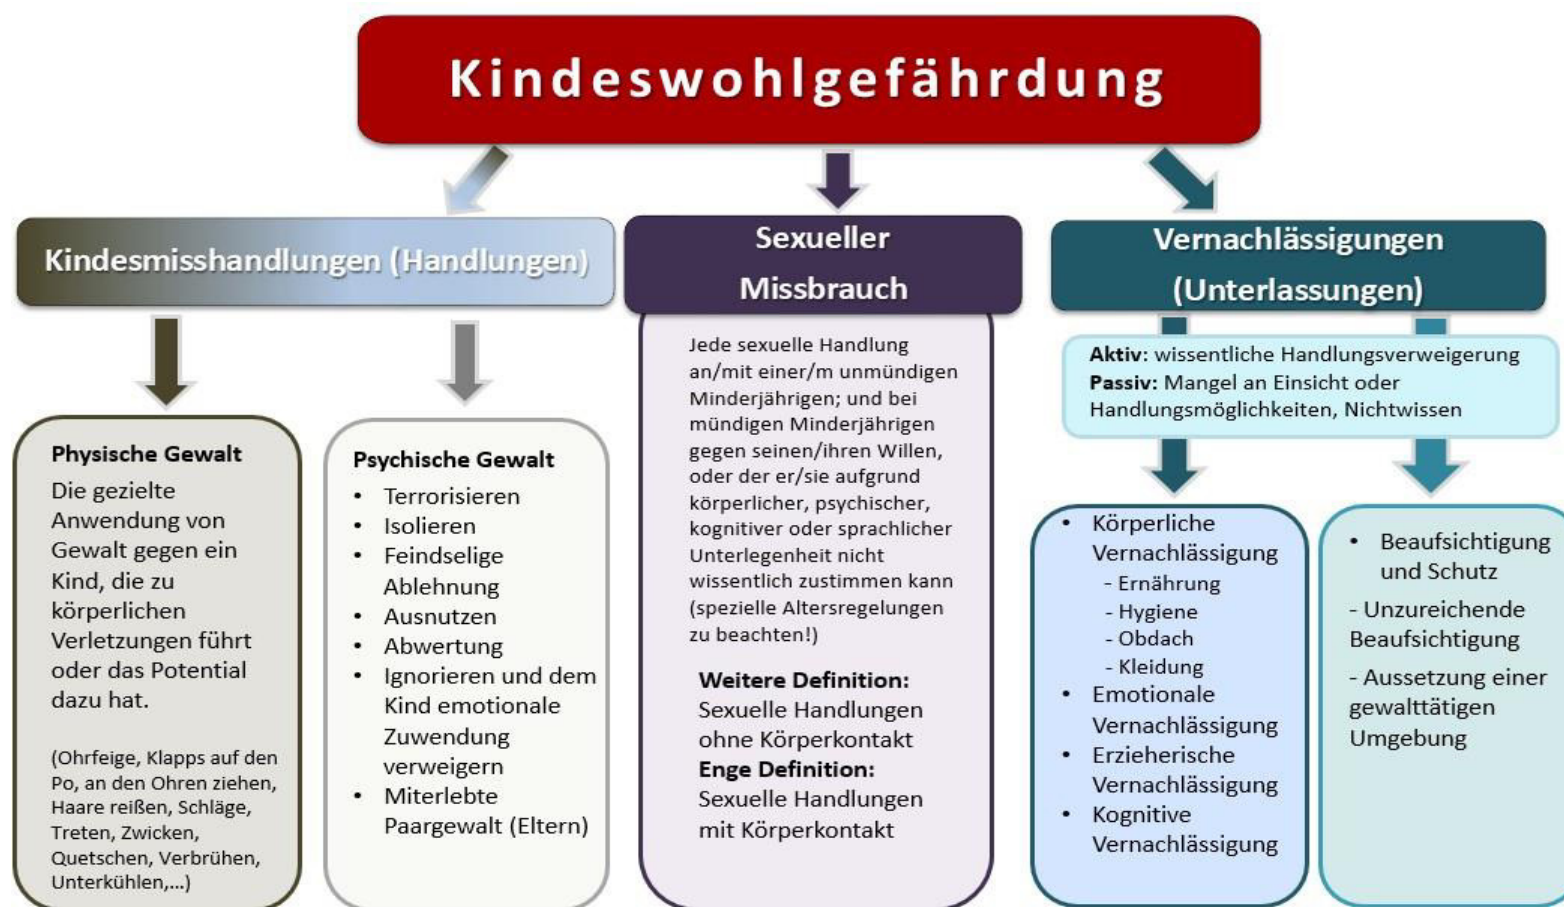 Kindeswohlgefährdung
Kindesmisshandlungen (Handlungen)
Physische Gewalt
Die gezielte
Anwendung von
Gewalt gegen ein
Kind, die zu
körperlichen
Verletzungen führt
oder das Potential
dazu hat.
(Ohrfeige, Klapps auf den
Po, an den Ohren ziehen,
Haare reißen, Schläge,
Treten, Zwicken,
Quetschen, Verbrühen,
Unterkühlen,...)
Psychische Gewalt
• Terrorisieren
• Isolieren
• Feindselige
Ablehnung
• Ausnutzen
• Abwertung
• Ignorieren und dem
Kind emotionale
Zuwendung
verweigern
• Miterlebte
Paargewalt (Eltern)
Sexueller
Missbrauch
Jede sexuelle Handlung
an/mit einer/m unmündigen
Minderjährigen; und bei
mündigen Minderjährigen
gegen seinen/ihren Willen,
oder der er/sie aufgrund
körperlicher, psychischer,
kognitiver oder sprachlicher
Unterlegenheit nicht
wissentlich zustimmen kann
(spezielle Altersregelungen
zu beachten!)
Weitere Definition:
Sexuelle Handlungen
ohne Körperkontakt
Enge Definition:
Sexuelle Handlungen
mit Körperkontakt
Vernachlässigungen
(Unterlassungen)
Aktiv: wissentliche Handlungsverweigerung
Passiv: Mangel an Einsicht oder
Handlungsmöglichkeiten, Nichtwissen
• Körperliche
Vernachlässigung
- Ernährung
- Hygiene
- Obdach
- Kleidung
• Emotionale
Vernachlässigung
• Erzieherische
Vernachlässigung
• Kognitive
Vernachlässigung
• Beaufsichtigung
und Schutz
- Unzureichende
Beaufsichtigung
- Aussetzung einer
gewalttätigen
Umgebung